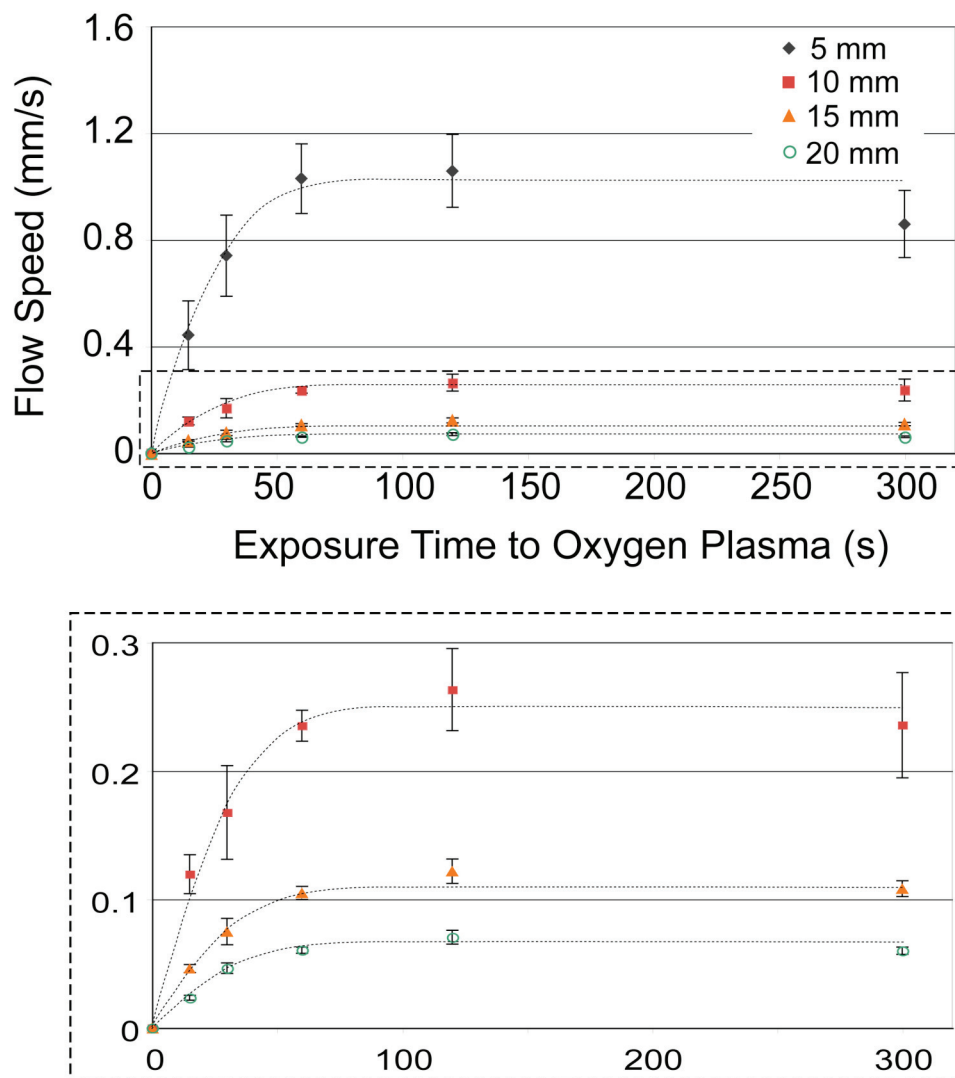 1.6
1.2
0.8
0.4
0
Flow Speed (mm/s)
5 mm
10 mm
15 mm
20 mm
0 50 100 150 200 250 300
Exposure Time to Oxygen Plasma (s)
0.3
0.2
0.1
0
0 100 200 300